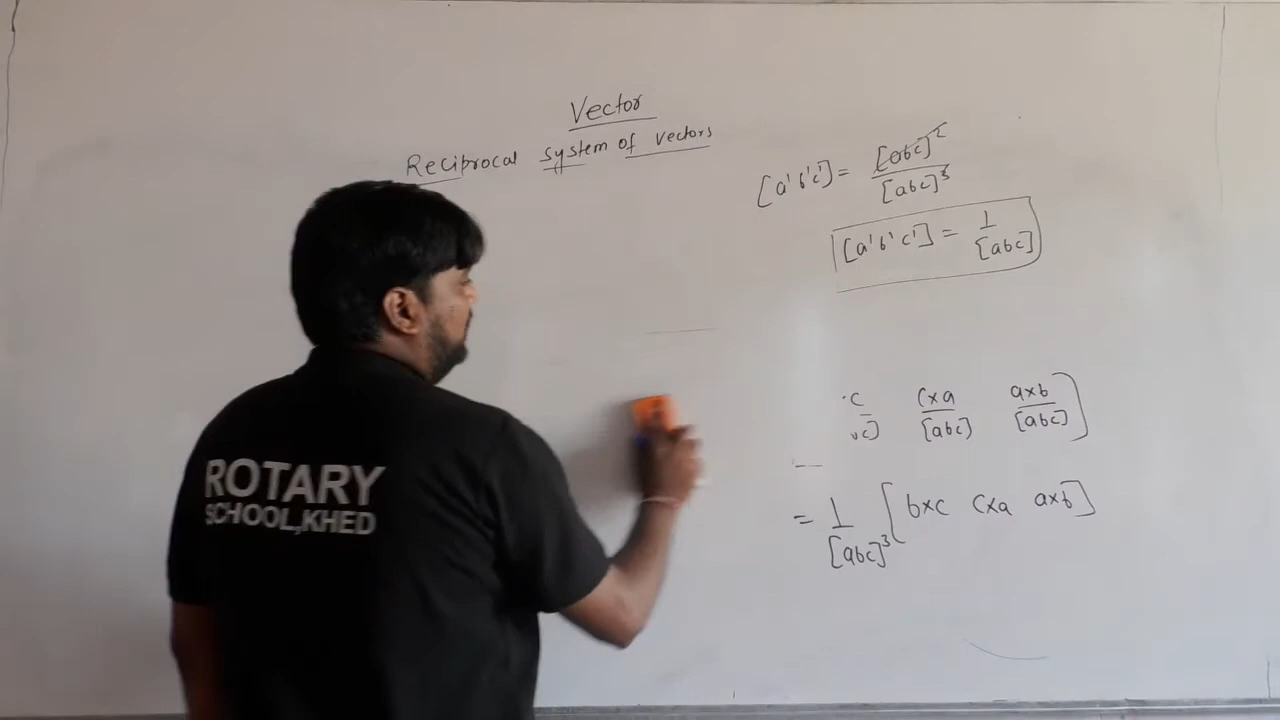 Vector
Reciprocal system of vectors
[a' b' c'] = [abc]² / [abc]³
[a' b' c'] = 1 / [abc]
c] c×a / [abc] a×b / [abc] ]
= 1 / [abc]³ [b×c c×a a×b]
ROTARY
SCHOOL,KHED